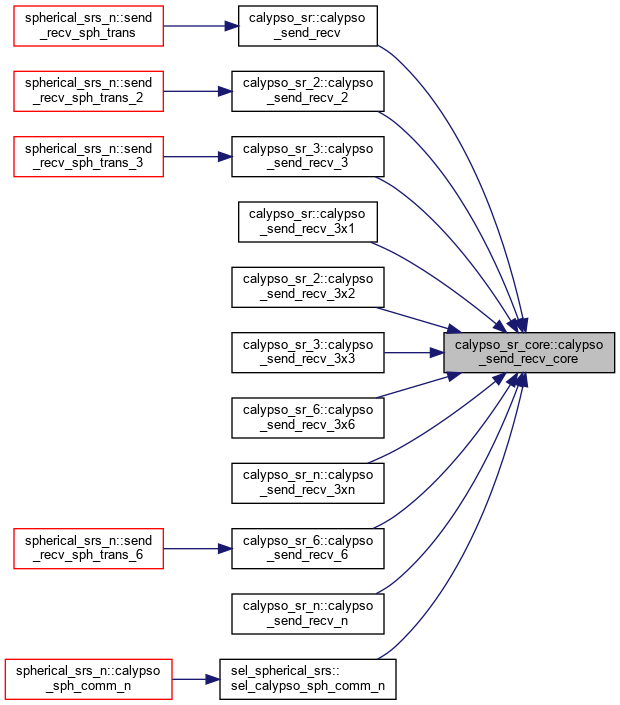 spherical_srs_n::send
_recv_sph_trans
calypso_sr::calypso
_send_recv
spherical_srs_n::send
_recv_sph_trans_2
calypso_sr_2::calypso
_send_recv_2
spherical_srs_n::send
_recv_sph_trans_3
calypso_sr_3::calypso
_send_recv_3
calypso_sr::calypso
_send_recv_3x1
calypso_sr_2::calypso
_send_recv_3x2
calypso_sr_3::calypso
_send_recv_3x3
calypso_sr_core::calypso
_send_recv_core
calypso_sr_6::calypso
_send_recv_3x6
calypso_sr_n::calypso
_send_recv_3xn
spherical_srs_n::send
_recv_sph_trans_6
calypso_sr_6::calypso
_send_recv_6
calypso_sr_n::calypso
_send_recv_n
spherical_srs_n::calypso
_sph_comm_n
sel_spherical_srs::
sel_calypso_sph_comm_n